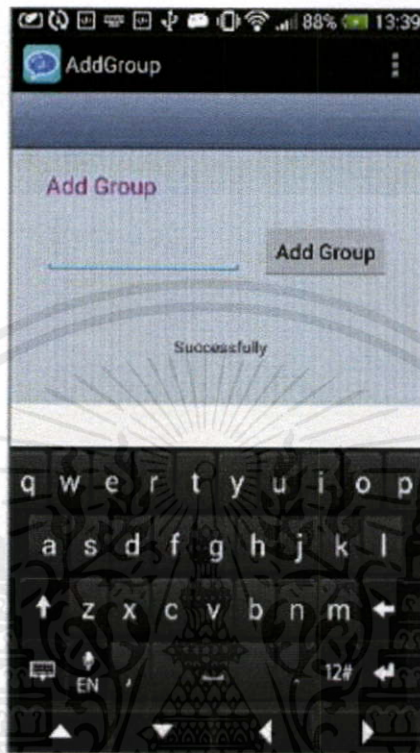 88% 13:39
AddGroup
Add Group
Add Group
Successfully
q w e r t y u i o p
a s d f g h j k l
z x c v b n m
EN , . 12#